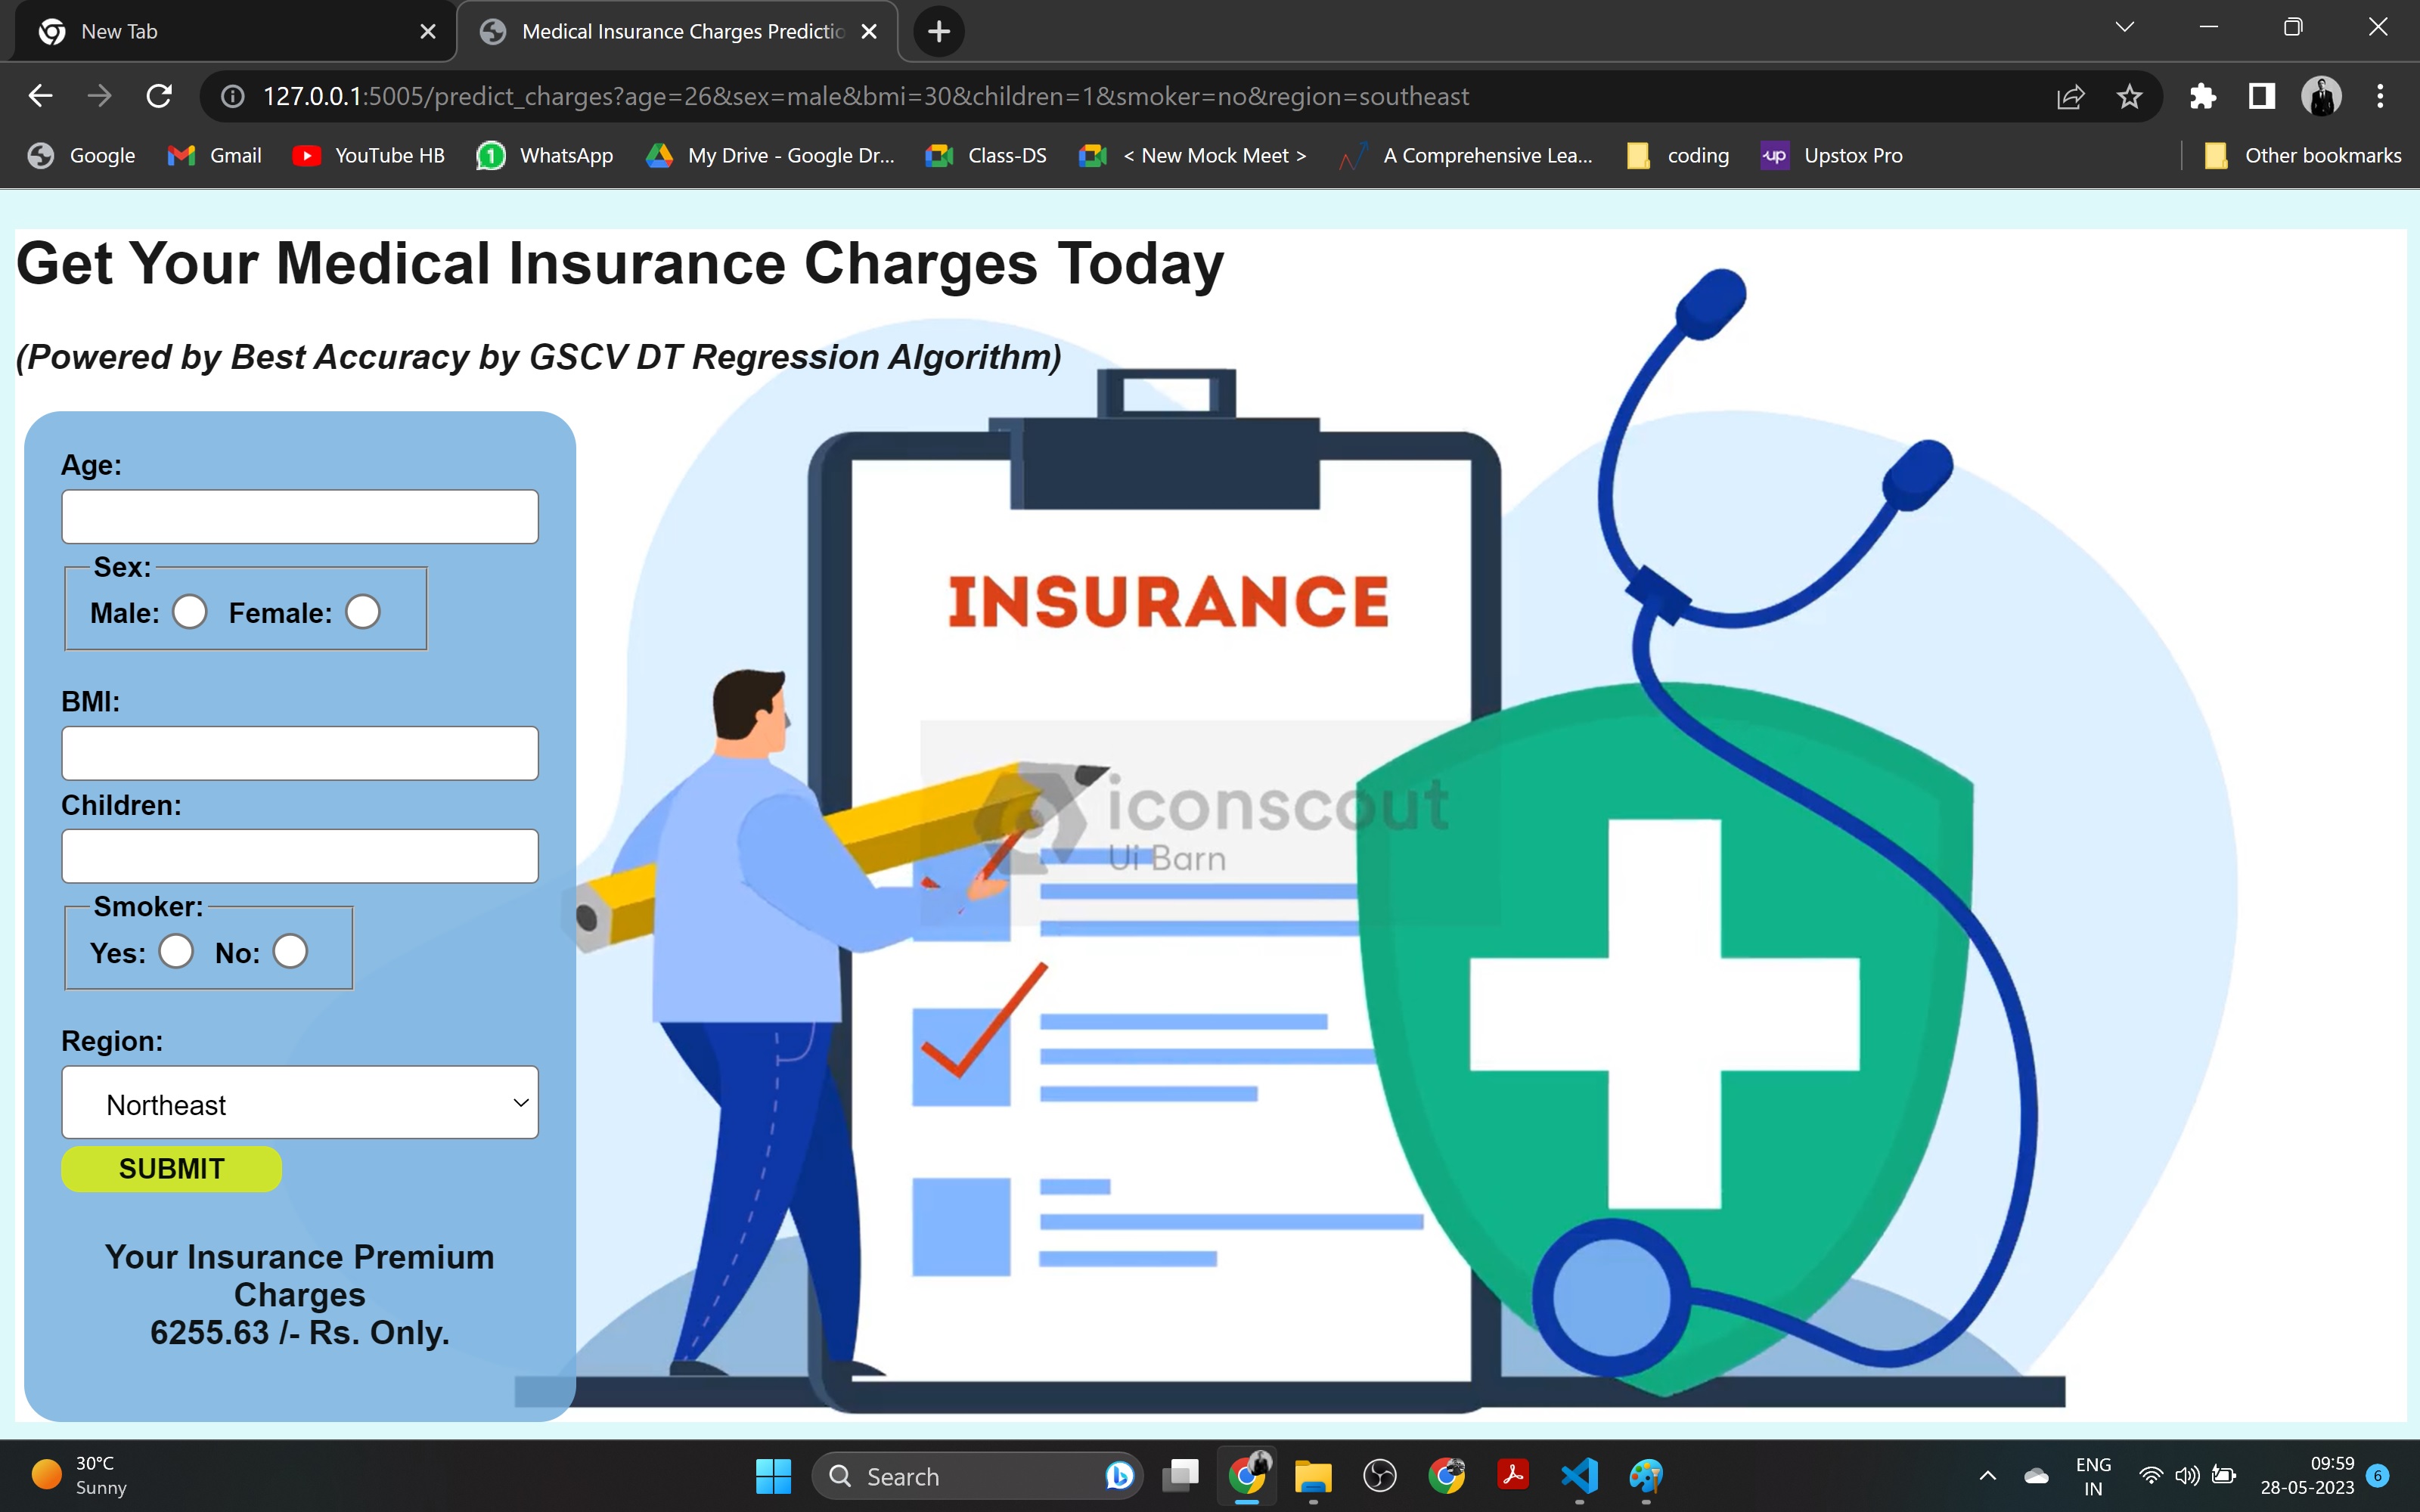 New Tab
Medical Insurance Charges Predictio
127.0.0.1:5005/predict_charges?age=26&sex=male&bmi=30&children=1&smoker=no&region=southeast
Google Gmail YouTube HB 1 WhatsApp My Drive - Google Dr... Class-DS < New Mock Meet > A Comprehensive Lea... coding up Upstox Pro Other bookmarks
Get Your Medical Insurance Charges Today
(Powered by Best Accuracy by GSCV DT Regression Algorithm)
Age:
Sex:
Male: Female:
BMI:
Children:
Smoker:
Yes: No:
Region:
Northeast
SUBMIT
Your Insurance Premium
Charges
6255.63 /- Rs. Only.
INSURANCE
iconscout
Ui Barn
30°C
Sunny
Search
ENG
IN
09:59
28-05-2023
6